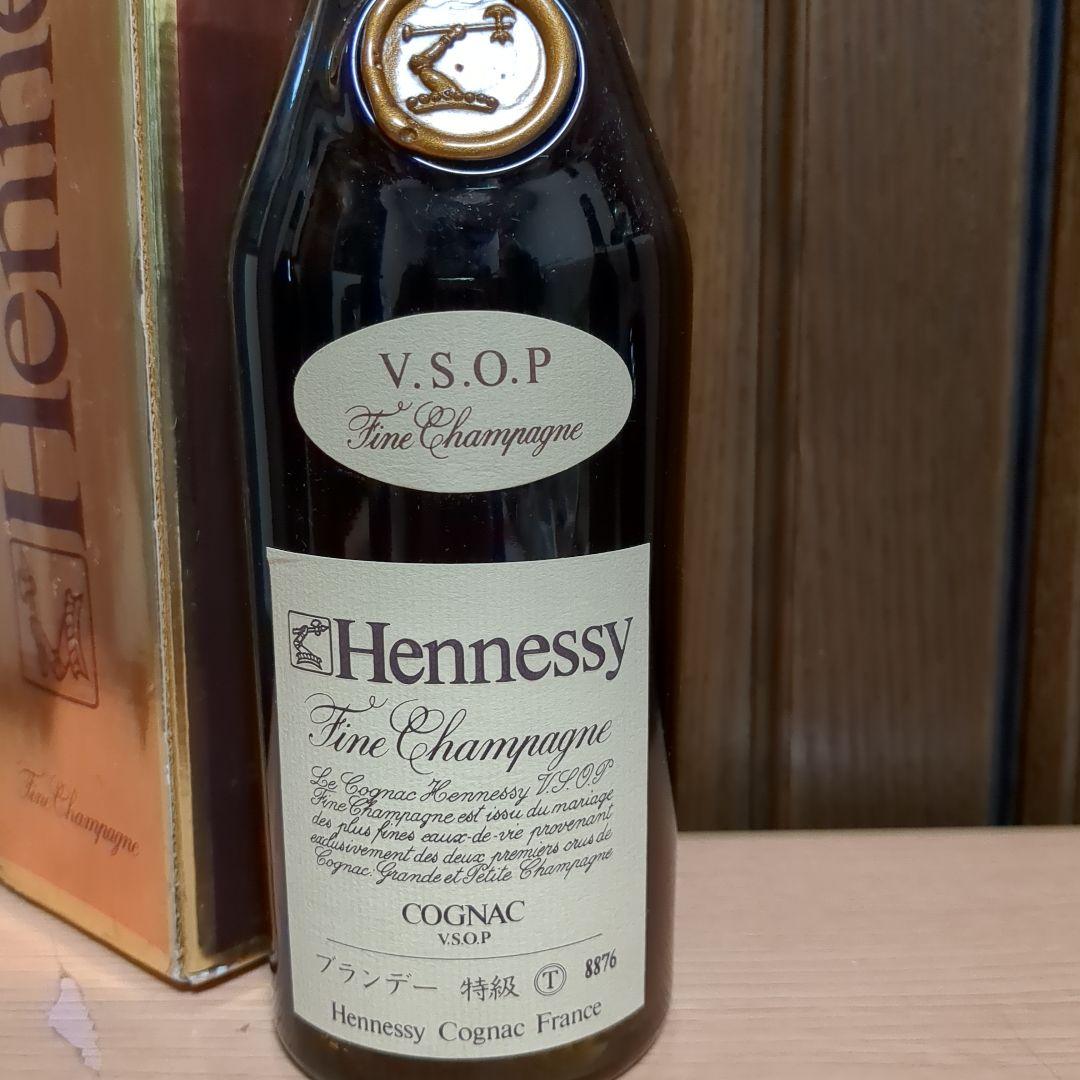 Henne
Fine Champagne
V.S.O.P
Fine Champagne
Hennessy
Fine Champagne
Le Cognac Hennessy V.S.O.P
Fine Champagne est issu du mariage
des plus fines eaux-de-vie provenant
exclusivement des deux premiers crus de
Cognac: Grande et Petite Champagne
COGNAC
V.S.O.P
ブランデー 特級 Ⓣ 8876
Hennessy Cognac France